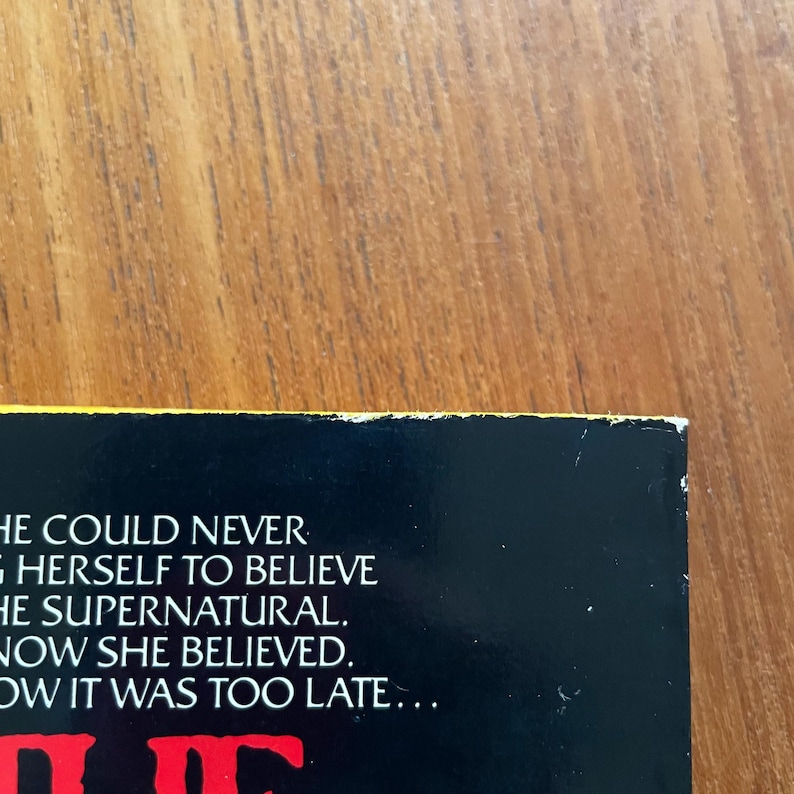 HE COULD NEVER
G HERSELF TO BELIEVE
HE SUPERNATURAL.
NOW SHE BELIEVED.
OW IT WAS TOO LATE...